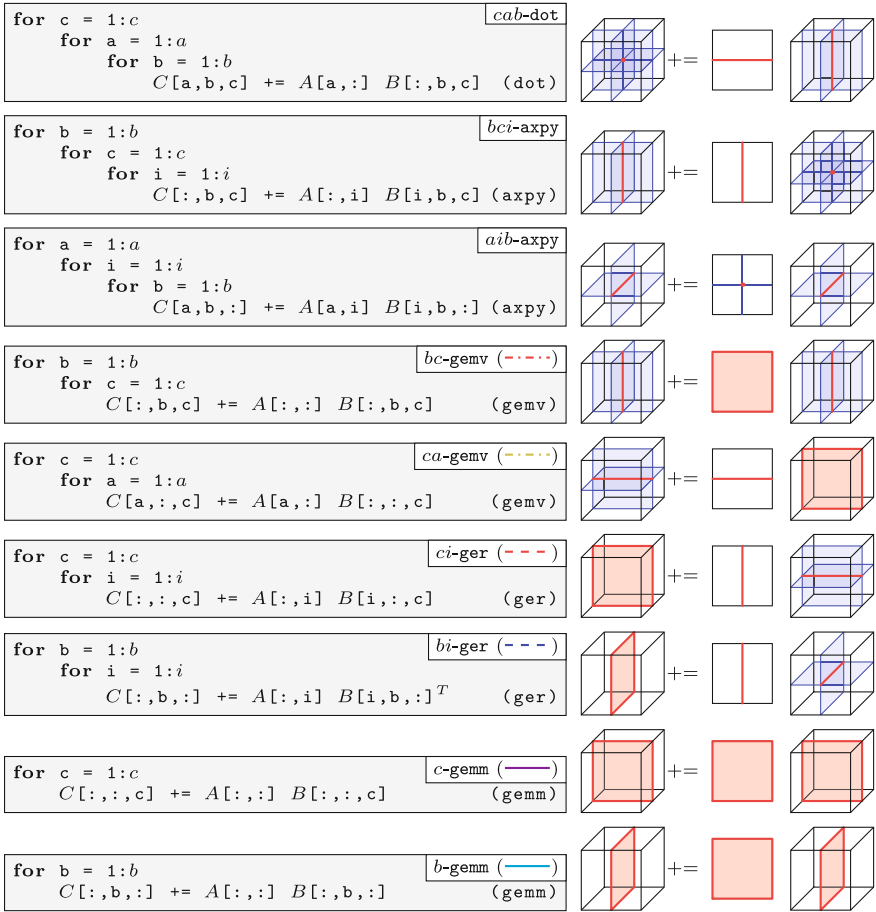 for c = 1:c cab-dot
for a = 1:a
for b = 1:b
C[a,b,c] += A[a,:] B[:,b,c] (dot)
+=
for b = 1:b bci-axpy
for c = 1:c
for i = 1:i
C[:,b,c] += A[:,i] B[i,b,c] (axpy)
+=
for a = 1:a aib-axpy
for i = 1:i
for b = 1:b
C[a,b,:] += A[a,i] B[i,b,:] (axpy)
+=
for b = 1:b bc-gemv ( )
for c = 1:c
C[:,b,c] += A[:,:] B[:,b,c] (gemv)
+=
for c = 1:c ca-gemv ( )
for a = 1:a
C[a,:,c] += A[a,:] B[:,:,c] (gemv)
+=
for c = 1:c ci-ger ( )
for i = 1:i
C[:,:,c] += A[:,i] B[i,:,c] (ger)
+=
for b = 1:b bi-ger ( )
for i = 1:i
C[:,b,:] += A[:,i] B[i,b,:]ᵀ (ger)
+=
for c = 1:c c-gemm ( )
C[:,:,c] += A[:,:] B[:,:,c] (gemm)
+=
for b = 1:b b-gemm ( )
C[:,b,:] += A[:,:] B[:,b,:] (gemm)
+=